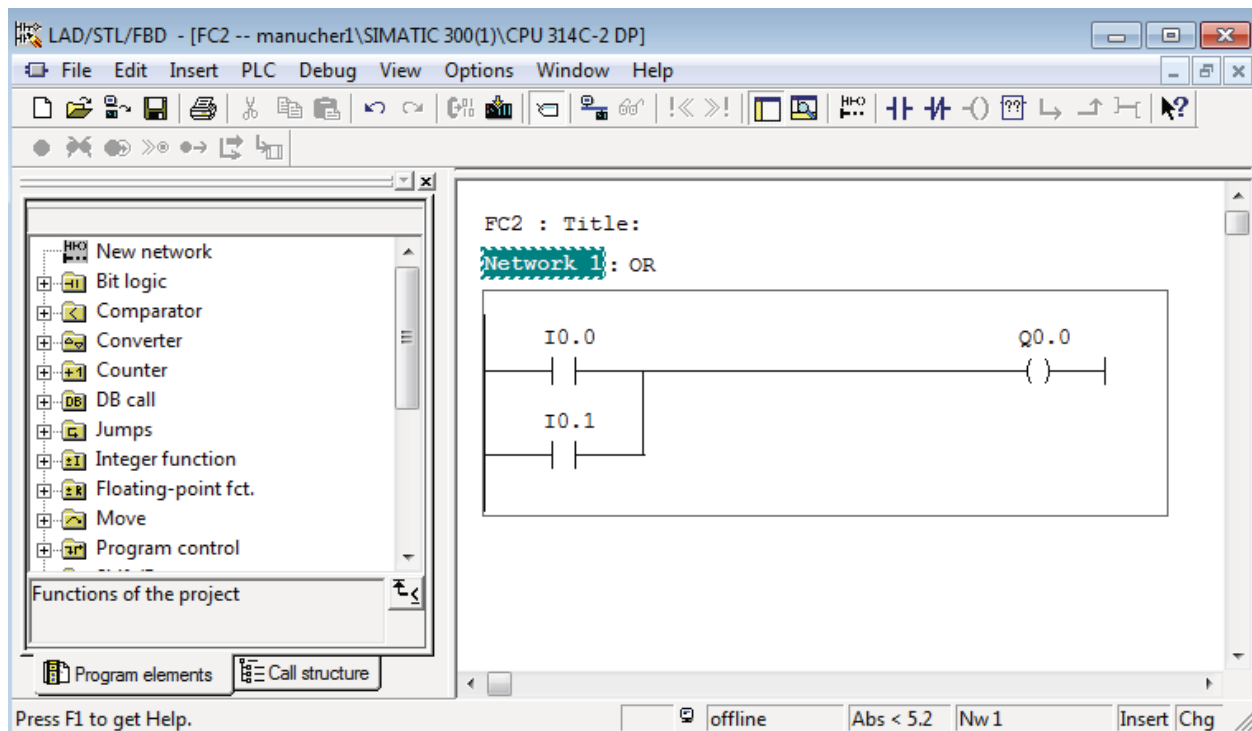 LAD/STL/FBD - [FC2 -- manucher1\SIMATIC 300(1)\CPU 314C-2 DP]
File Edit Insert PLC Debug View Options Window Help
New network
Bit logic
Comparator
Converter
Counter
DB call
Jumps
Integer function
Floating-point fct.
Move
Program control
Functions of the project
Program elements
Call structure
FC2 : Title:
Network 1 : OR
I0.0 Q0.0
I0.1
Press F1 to get Help.
offline
Abs < 5.2
Nw 1
Insert
Chg